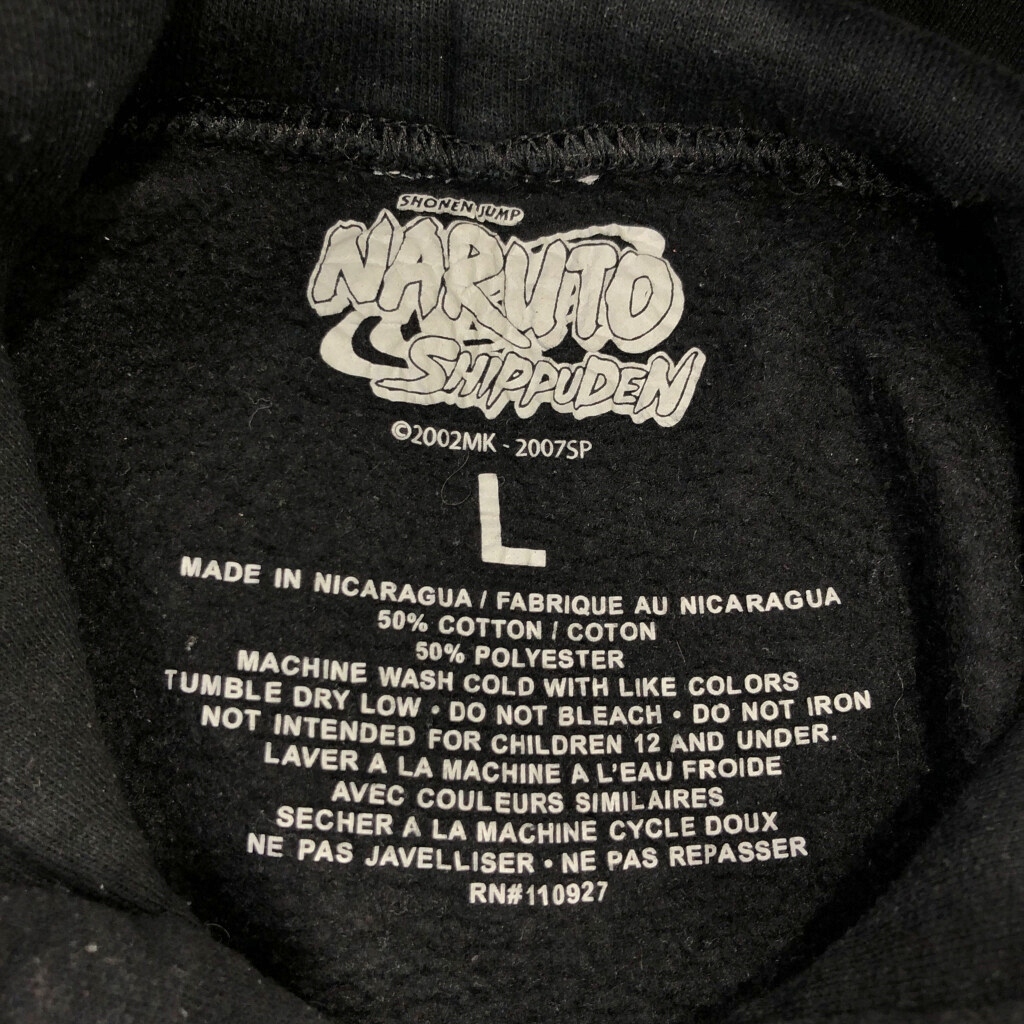 SHONEN JUMP
NARUTO
SHIPPUDEN
©2002MK - 2007SP
L
MADE IN NICARAGUA / FABRIQUE AU NICARAGUA
50% COTTON / COTON
50% POLYESTER
MACHINE WASH COLD WITH LIKE COLORS
TUMBLE DRY LOW • DO NOT BLEACH • DO NOT IRON
NOT INTENDED FOR CHILDREN 12 AND UNDER.
LAVER A LA MACHINE A L'EAU FROIDE
AVEC COULEURS SIMILAIRES
SECHER A LA MACHINE CYCLE DOUX
NE PAS JAVELLISER • NE PAS REPASSER
RN#110927